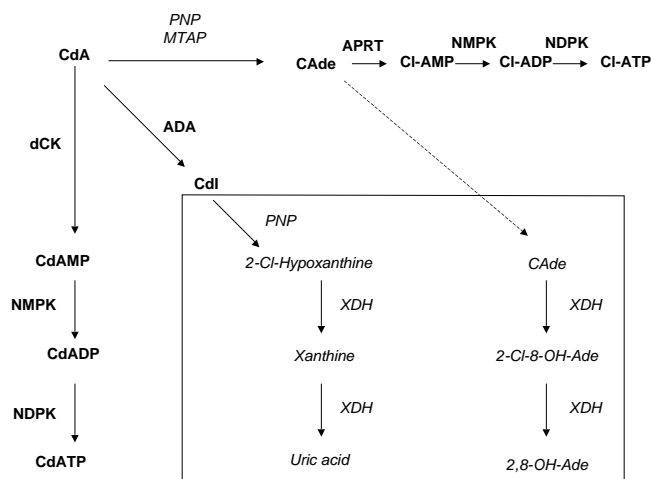 PNP
MTAP
CdA
CAde
APRT
Cl-AMP
NMPK
Cl-ADP
NDPK
Cl-ATP
dCK
ADA
CdI
PNP
CdAMP
2-Cl-Hypoxanthine
CAde
NMPK
XDH
XDH
CdADP
Xanthine
2-Cl-8-OH-Ade
NDPK
XDH
XDH
CdATP
Uric acid
2,8-OH-Ade